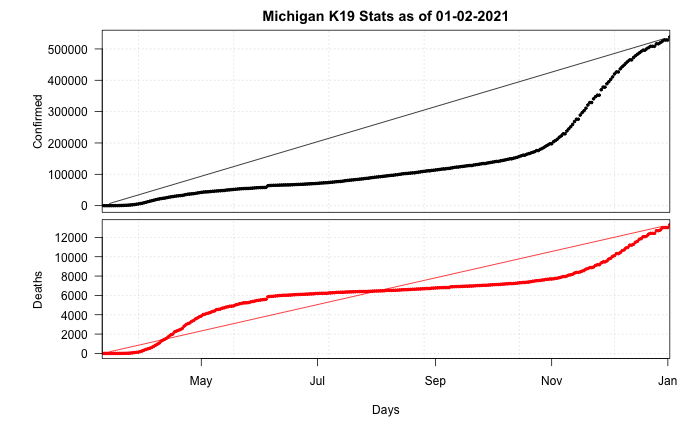 Michigan K19 Stats as of 01-02-2021
Confirmed
500000
400000
300000
200000
100000
0
Deaths
12000
10000
8000
6000
4000
2000
0
May Jul Sep Nov Jan
Days